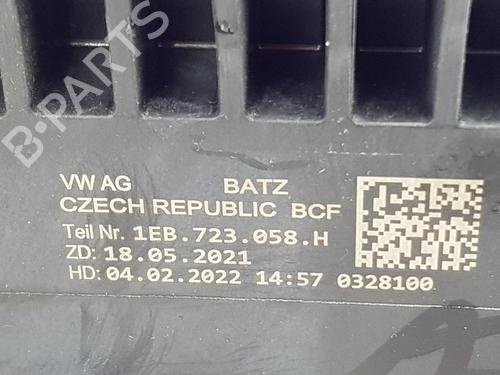 B-PARTS
VW AG BATZ
CZECH REPUBLIC BCF
Teil Nr. 1EB.723.058.H
ZD: 18.05.2021
HD: 04.02.2022 14:57 0328100